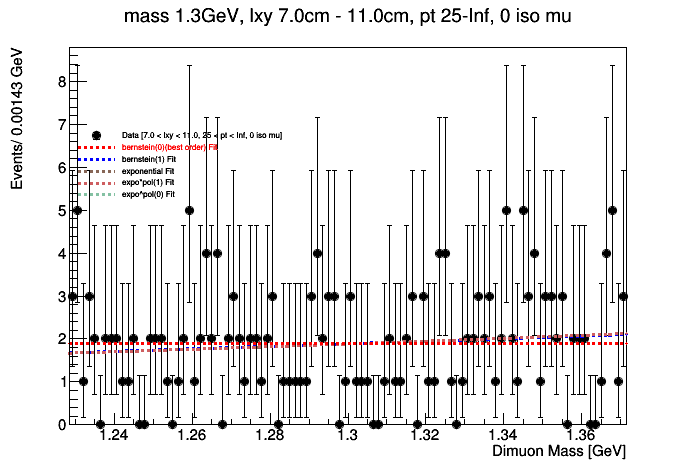 mass 1.3GeV, lxy 7.0cm - 11.0cm, pt 25-Inf, 0 iso mu
Events/ 0.00143 GeV
8
7
6
5
4
3
2
1
0
Data [7.0 < lxy < 11.0, 25 < pt < Inf, 0 iso mu]
bernstein(0)(best order) Fit
bernstein(1) Fit
exponential Fit
expo*pol(1) Fit
expo*pol(0) Fit
1.24 1.26 1.28 1.3 1.32 1.34 1.36
Dimuon Mass [GeV]